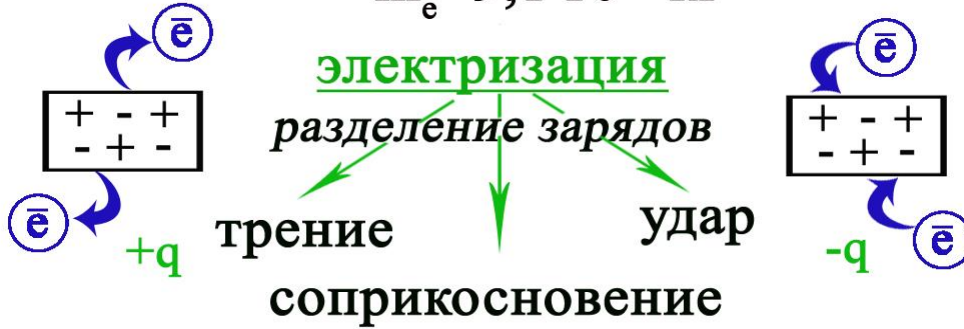 ē ē
электризация
+ - + + - +
разделение зарядов
- + - - + -
ē трение удар ē
+q -q
соприкосновение